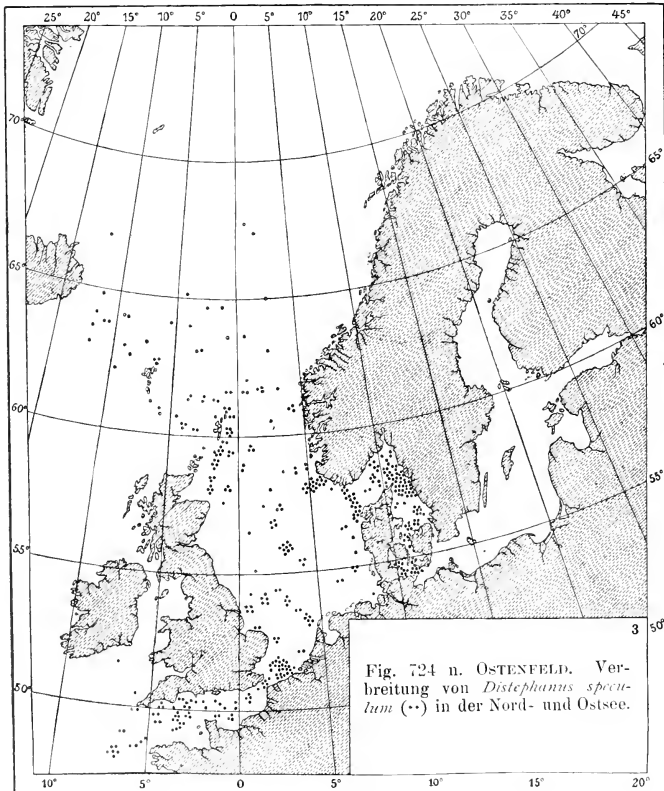 25° 20° 15° 10° 5° 0 5° 10° 15° 20° 25° 30° 35° 40° 45°
70°
70°
65°
65°
60°
60°
55°
55°
50°
50°
3
Fig. 724 n. OSTENFELD. Ver-
breitung von Distephanus specu-
lum (••) in der Nord- und Ostsee.
10° 5° 0 5° 10° 15° 20°